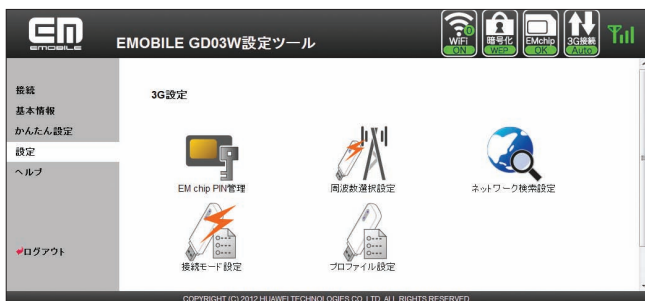 EM
EMOBILE
EMOBILE GD03W設定ツール
WiFi
ON
暗号化
WEP
EMchip
OK
3G接続
Auto
接続
基本情報
かんたん設定
設定
ヘルプ
ログアウト
3G設定
EM chip PIN管理
周波数選択設定
ネットワーク検索設定
接続モード設定
プロファイル設定
COPYRIGHT (C) 2012 HUAWEI TECHNOLOGIES CO.,LTD. ALL RIGHTS RESERVED